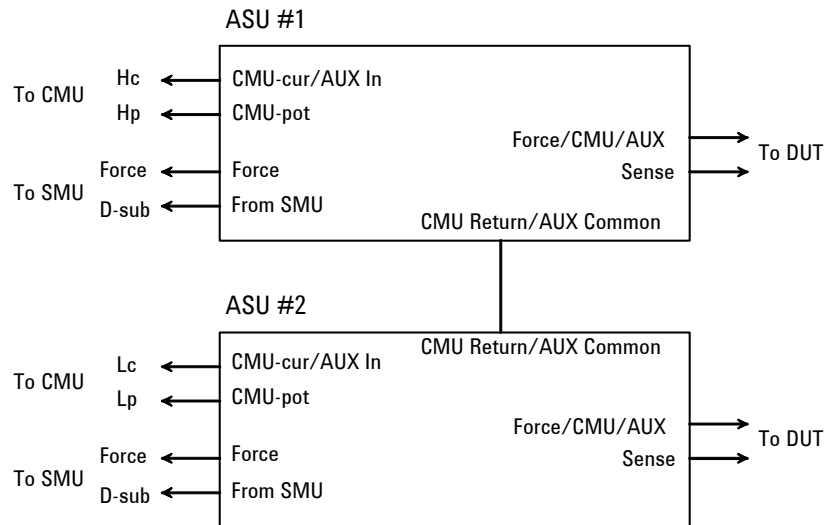 ASU #1
To CMU
Hc
CMU-cur/AUX In
Hp
CMU-pot
Force/CMU/AUX
To DUT
Sense
To SMU
Force
Force
D-sub
From SMU
CMU Return/AUX Common
ASU #2
CMU Return/AUX Common
To CMU
Lc
CMU-cur/AUX In
Lp
CMU-pot
Force/CMU/AUX
To DUT
Sense
To SMU
Force
Force
D-sub
From SMU